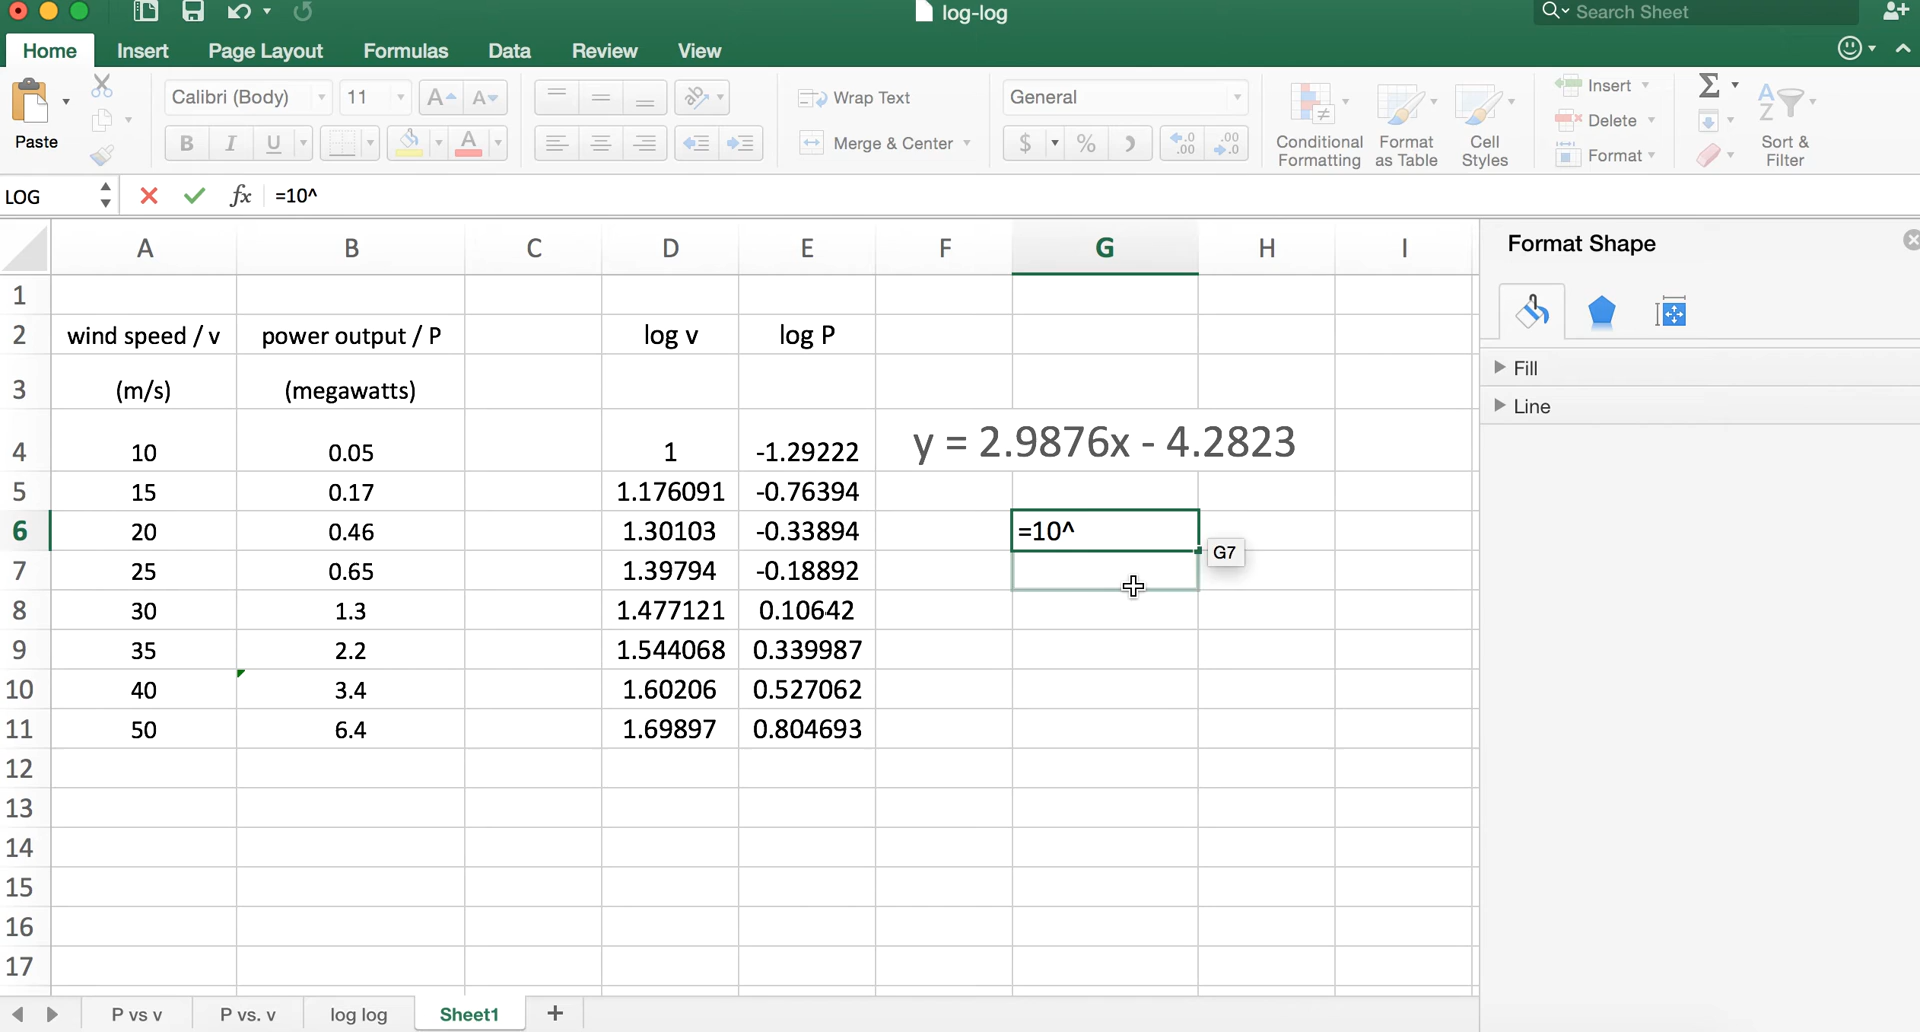 log-log
Search Sheet
Home Insert Page Layout Formulas Data Review View
Paste
Calibri (Body) 11
A A
B I U A
ab
Wrap Text
Merge & Center
General
$ % )
.0 .00
.00 .0
Conditional Formatting
Format as Table
Cell Styles
Insert
Delete
Format
Σ
A Z
Sort & Filter
LOG fx =10^
A B C D E F G H I
1
2 wind speed / v power output / P log v log P
3 (m/s) (megawatts)
4 10 0.05 1 -1.29222 y = 2.9876x - 4.2823
5 15 0.17 1.176091 -0.76394
6 20 0.46 1.30103 -0.33894 =10^
G7
7 25 0.65 1.39794 -0.18892
8 30 1.3 1.477121 0.10642
9 35 2.2 1.544068 0.339987
10 40 3.4 1.60206 0.527062
11 50 6.4 1.69897 0.804693
12
13
14
15
16
17
P vs v P vs. v log log Sheet1 +
Format Shape
Fill
Line